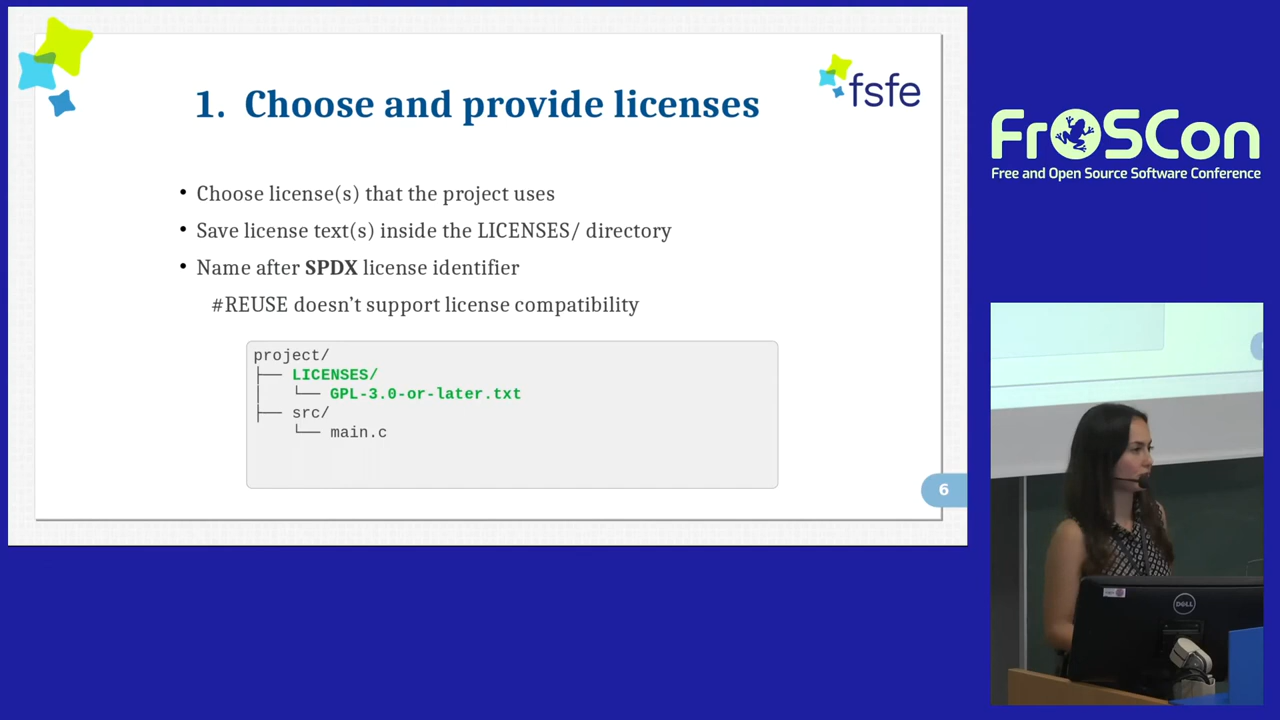 1. Choose and provide licenses
fsfe
• Choose license(s) that the project uses
• Save license text(s) inside the LICENSES/ directory
• Name after SPDX license identifier
#REUSE doesn't support license compatibility
project/
├── LICENSES/
│   └── GPL-3.0-or-later.txt
├── src/
    └── main.c
6
FrOSCon
Free and Open Source Software Conference
DELL